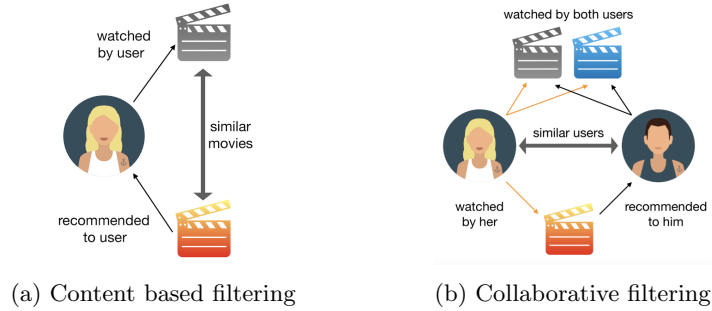 watched
by user
similar
movies
recommended
to user
(a) Content based filtering
watched by both users
similar users
watched
by her
recommended
to him
(b) Collaborative filtering